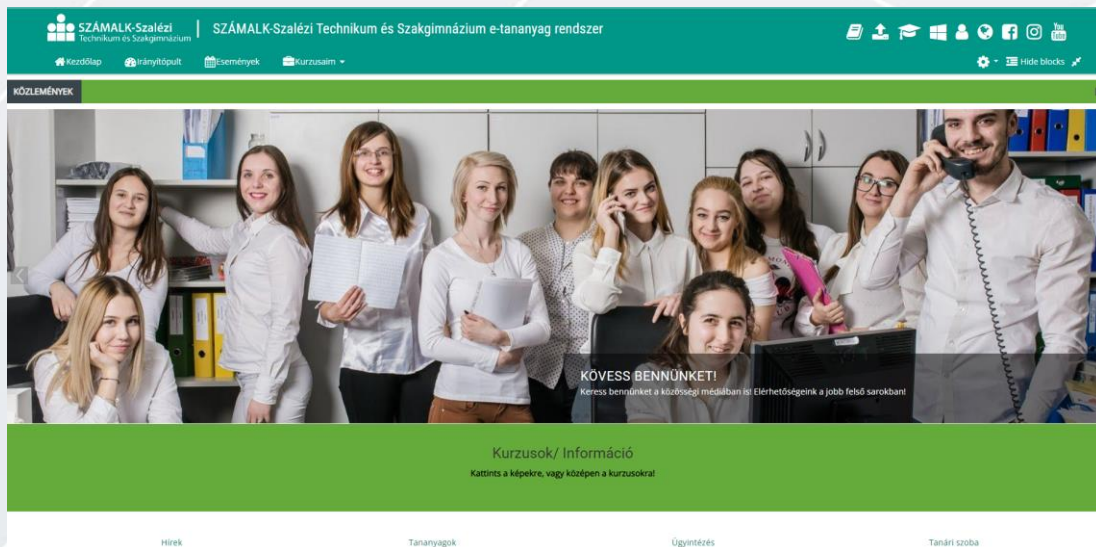 SZÁMALK-Szalézi
Technikum és Szakgimnázium
SZÁMALK-Szalézi Technikum és Szakgimnázium e-tananyag rendszer
You
Tube
Kezdőlap
Irányítópult
Események
Kurzusaim
Hide blocks
KÖZLEMÉNYEK
KÖVESS BENNÜNKET!
Keress bennünket a közösségi médiában is! Elérhetőségeink a jobb felső sarokban!
Kurzusok/ Információ
Kattints a képekre, vagy középen a kurzusokra!
Hírek
Tananyagok
Ügyintézés
Tanári szoba